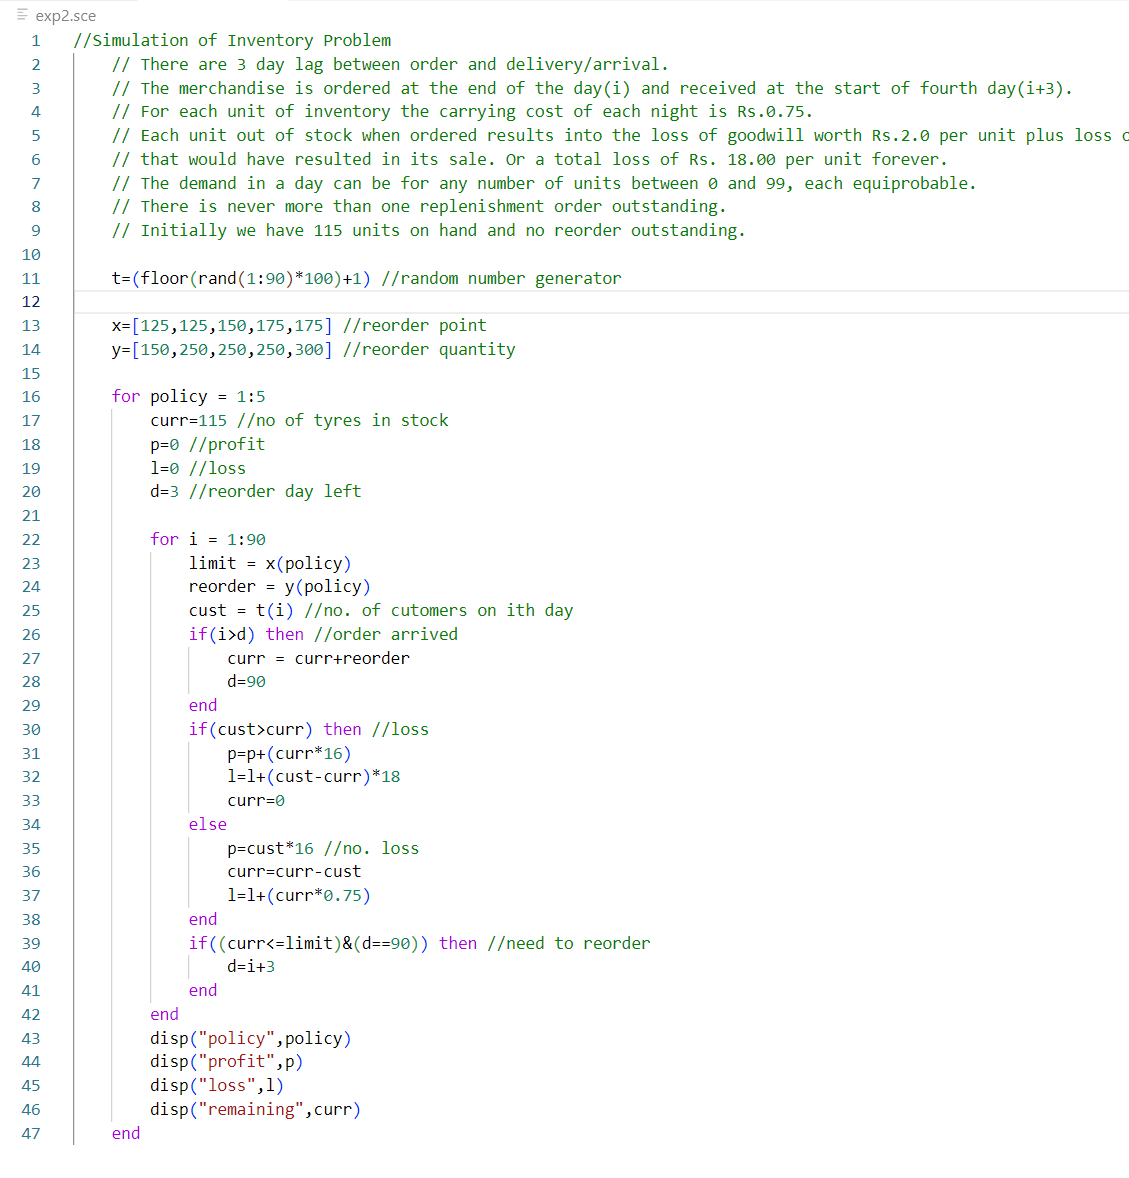 exp2.sce
1 //Simulation of Inventory Problem
2 // There are 3 day lag between order and delivery/arrival.
3 // The merchandise is ordered at the end of the day(i) and received at the start of fourth day(i+3).
4 // For each unit of inventory the carrying cost of each night is Rs.0.75.
5 // Each unit out of stock when ordered results into the loss of goodwill worth Rs.2.0 per unit plus loss
6 // that would have resulted in its sale. Or a total loss of Rs. 18.00 per unit forever.
7 // The demand in a day can be for any number of units between 0 and 99, each equiprobable.
8 // There is never more than one replenishment order outstanding.
9 // Initially we have 115 units on hand and no reorder outstanding.
10
11 t=(floor(rand(1:90)*100)+1) //random number generator
12
13 x=[125,125,150,175,175] //reorder point
14 y=[150,250,250,250,300] //reorder quantity
15
16 for policy = 1:5
17 curr=115 //no of tyres in stock
18 p=0 //profit
19 l=0 //loss
20 d=3 //reorder day left
21
22 for i = 1:90
23 limit = x(policy)
24 reorder = y(policy)
25 cust = t(i) //no. of cutomers on ith day
26 if(i>d) then //order arrived
27 curr = curr+reorder
28 d=90
29 end
30 if(cust>curr) then //loss
31 p=p+(curr*16)
32 l=l+(cust-curr)*18
33 curr=0
34 else
35 p=cust*16 //no. loss
36 curr=curr-cust
37 l=l+(curr*0.75)
38 end
39 if((curr<=limit)&(d==90)) then //need to reorder
40 d=i+3
41 end
42 end
43 disp("policy",policy)
44 disp("profit",p)
45 disp("loss",l)
46 disp("remaining",curr)
47 end